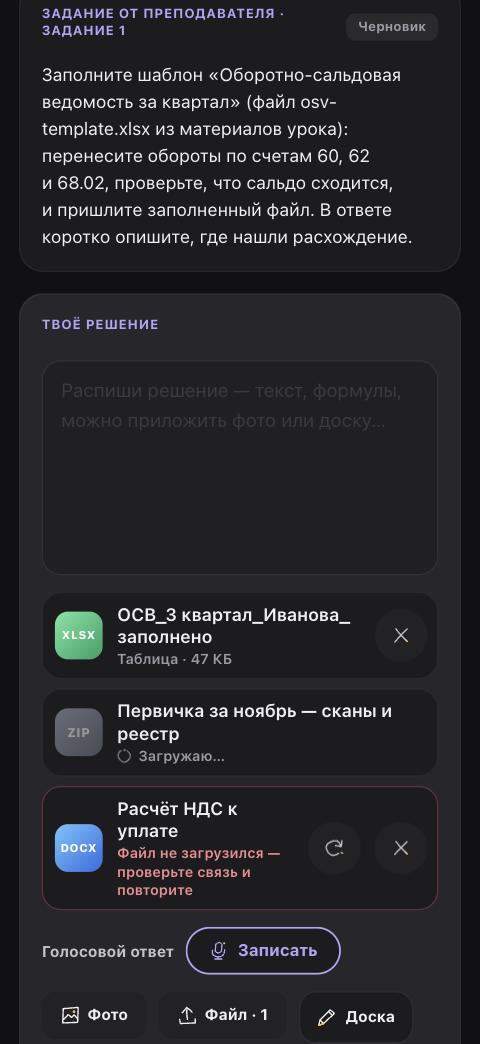 ЗАДАНИЕ ОТ ПРЕПОДАВАТЕЛЯ ·
ЗАДАНИЕ 1
Черновик
Заполните шаблон «Оборотно-сальдовая
ведомость за квартал» (файл osv-
template.xlsx из материалов урока):
перенесите обороты по счетам 60, 62
и 68.02, проверьте, что сальдо сходится,
и пришлите заполненный файл. В ответе
коротко опишите, где нашли расхождение.
ТВОЁ РЕШЕНИЕ
Распиши решение — текст, формулы,
можно приложить фото или доску...
XLSX
ОСВ_3 квартал_Иванова_
заполнено
Таблица · 47 КБ
ZIP
Первичка за ноябрь — сканы и
реестр
Загружаю...
DOCX
Расчёт НДС к
уплате
Файл не загрузился —
проверьте связь и
повторите
Голосовой ответ
Записать
Фото
Файл · 1
Доска